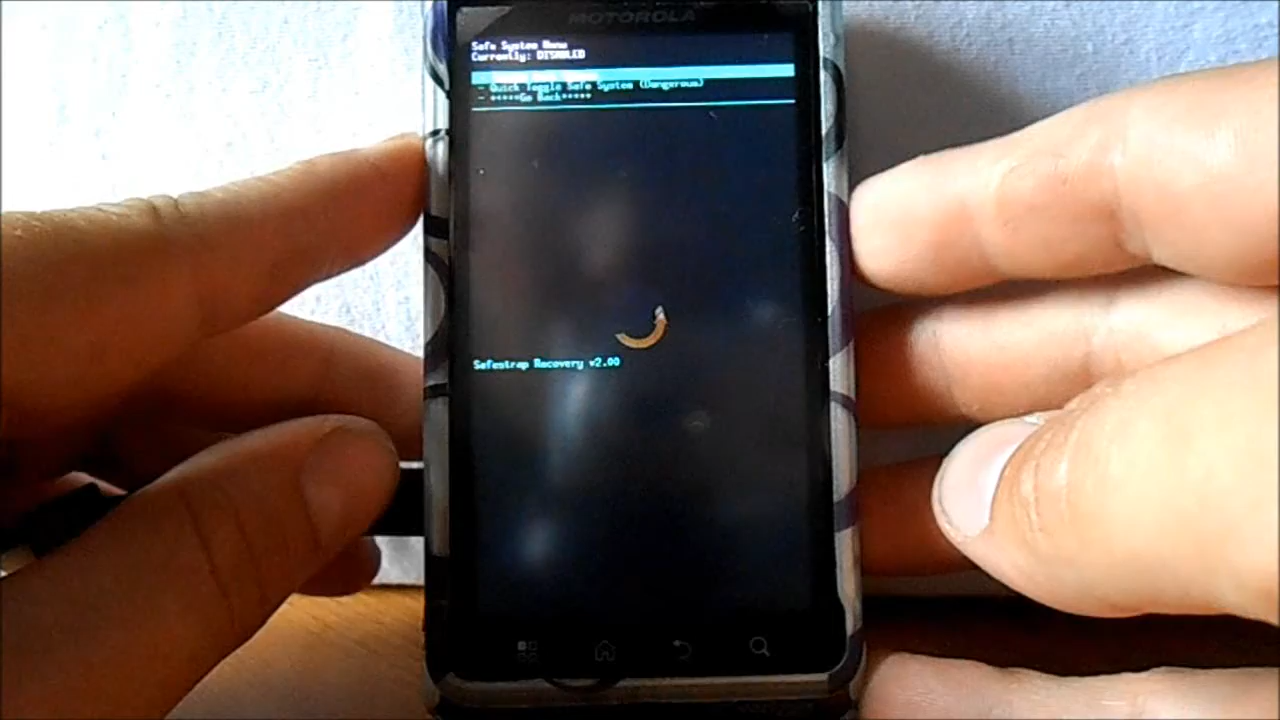 MOTOROLA
Safe System Menu
Currently: DISABLED
- Quick Toggle Safe System (Dangerous)
- *****Go Back*****
Safestrap Recovery v2.00